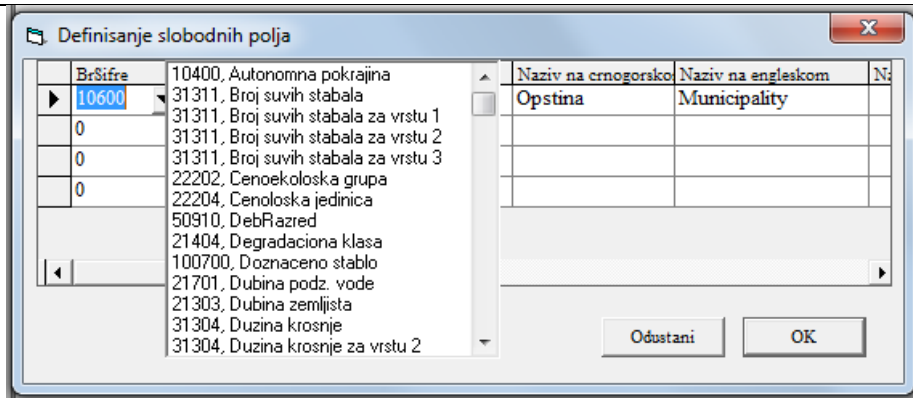 Definisanje slobodnih polja
BrŠifre Naziv na crnogorsko Naziv na engleskom Na
10600 Opstina Municipality
0
0
0
10400, Autonomna pokrajina
31311, Broj suvih stabala
31311, Broj suvih stabala za vrstu 1
31311, Broj suvih stabala za vrstu 2
31311, Broj suvih stabala za vrstu 3
22202, Cenoekoloska grupa
22204, Cenoloska jedinica
50910, DebRazred
21404, Degradaciona klasa
100700, Doznaceno stablo
21701, Dubina podz. vode
21303, Dubina zemljista
31304, Duzina krosnje
31304, Duzina krosnje za vrstu 2
Odustani OK